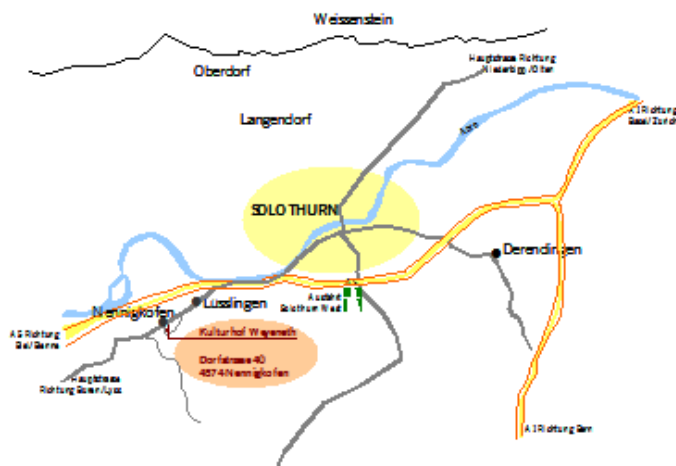 Weissenstein
Hauptstrasse Richtung
Niederbipp/Olten
Oberdorf
A1 Richtung
Basel/Zürich
Langendorf
Aare
SOLOTHURN
Derendingen
Ausfahrt
Solothurn West
Lüsslingen
Nennigkofen
A5 Richtung
Biel/Berne
Kulturhof Weyeneth
Dorfstrasse 40
4574 Nennigkofen
Hauptstrasse
Richtung Büren/Lyss
A1 Richtung Bern